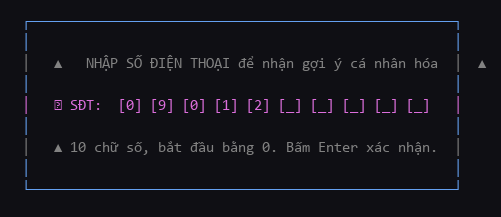 ▲ NHẬP SỐ ĐIỆN THOẠI để nhận gợi ý cá nhân hóa ▲
SĐT: [0] [9] [0] [1] [2] [_] [_] [_] [_] [_]
▲ 10 chữ số, bắt đầu bằng 0. Bấm Enter xác nhận.